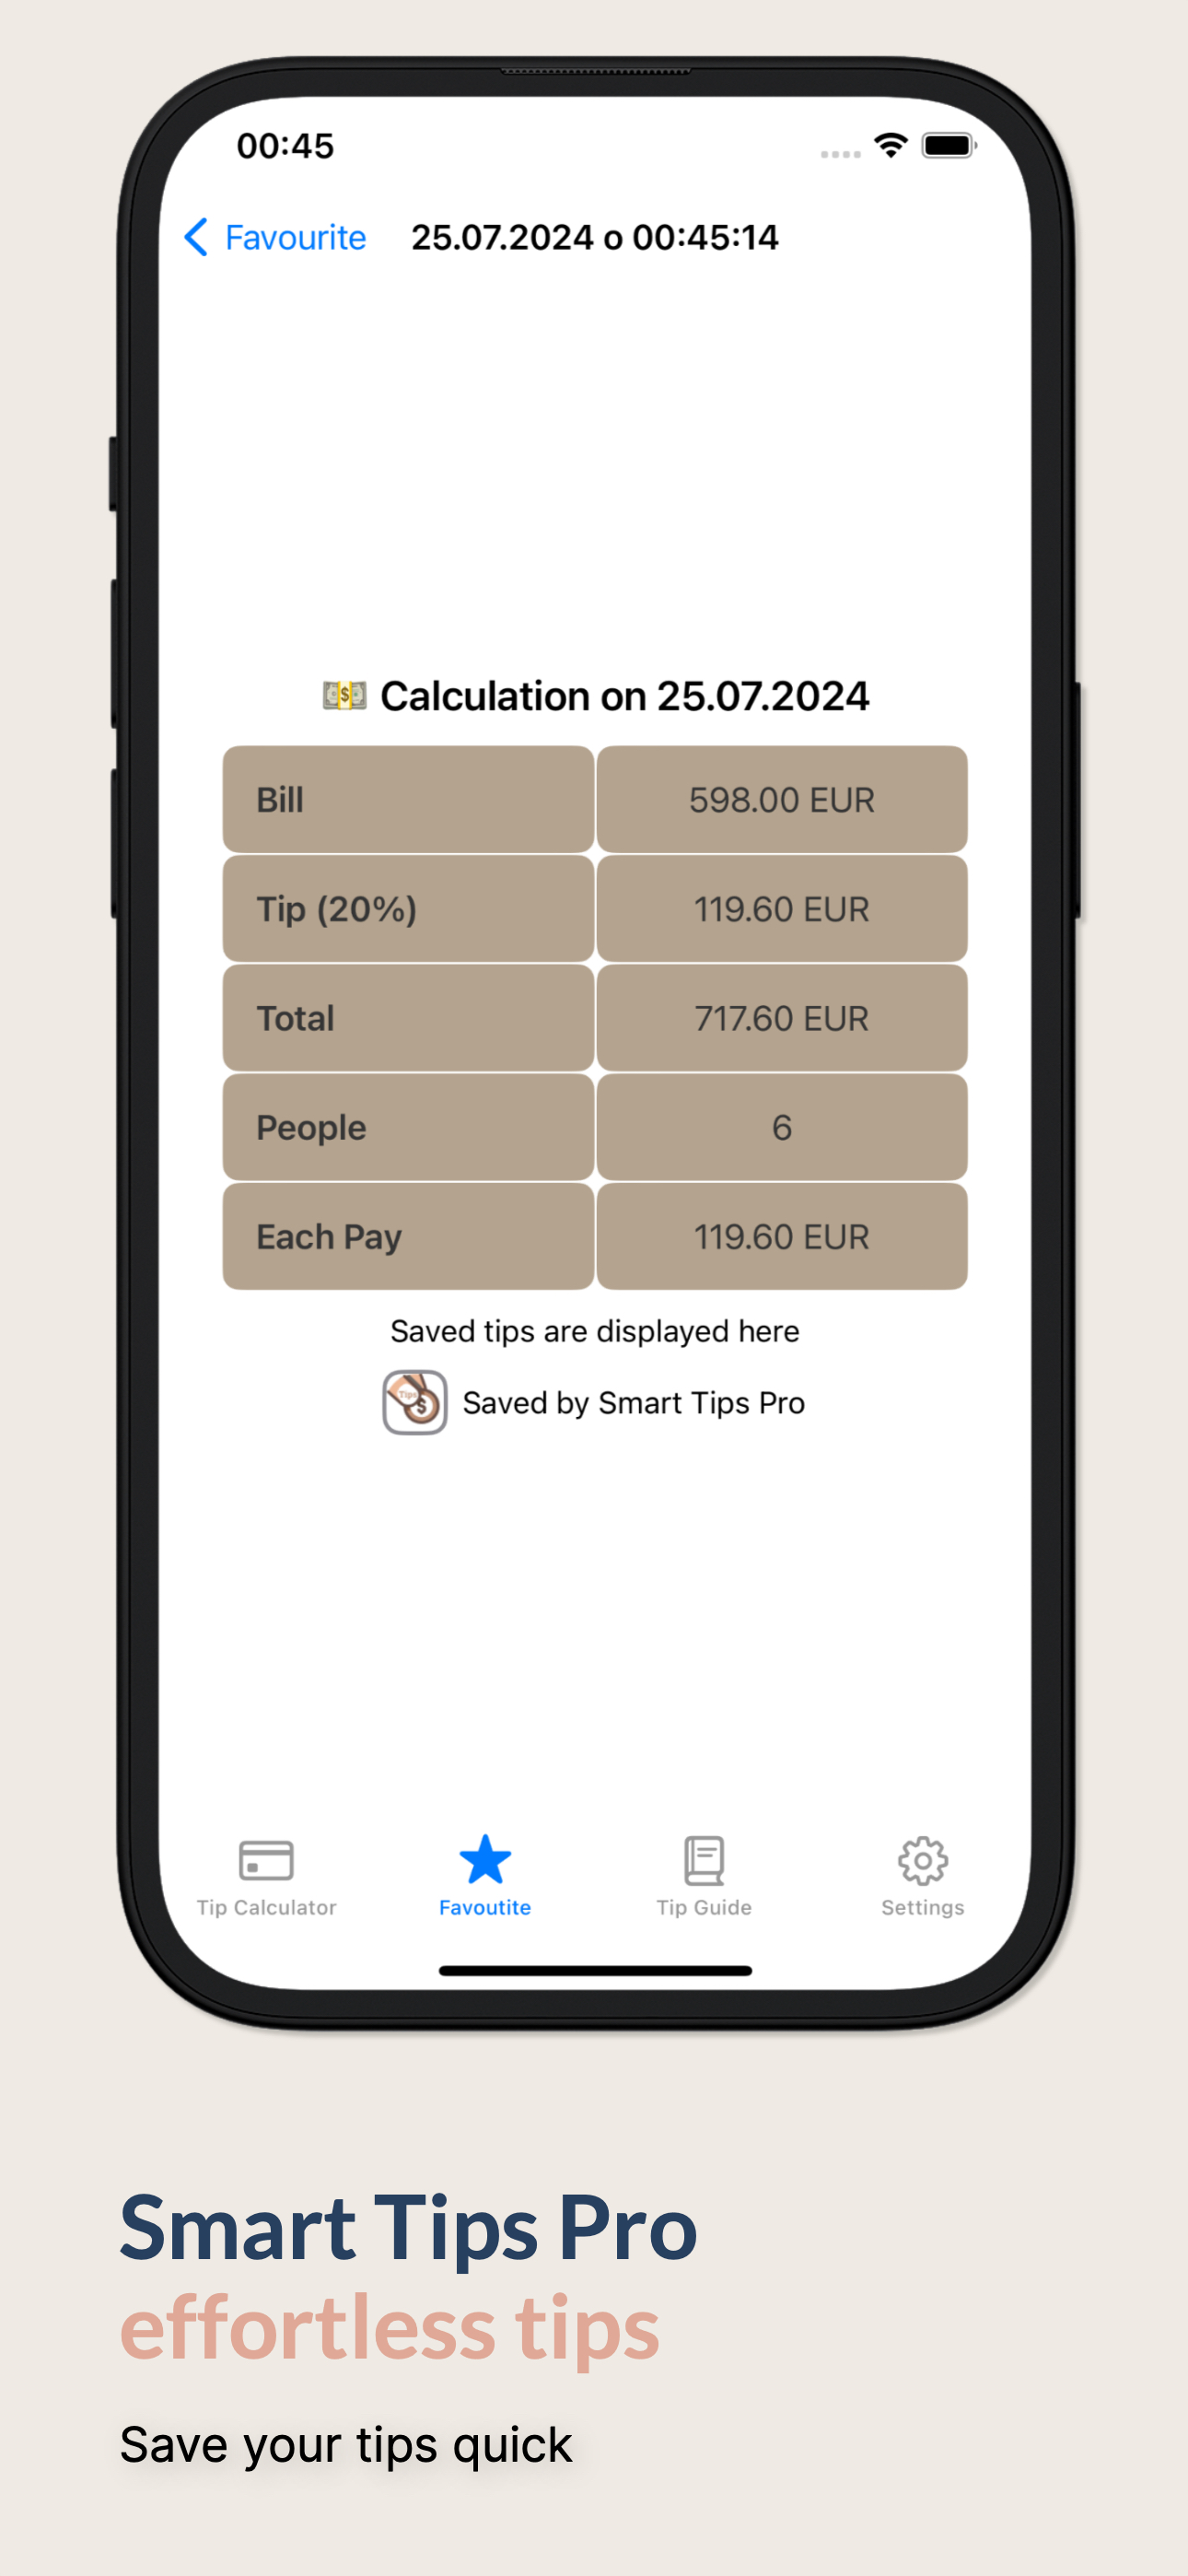 00:45
Favourite 25.07.2024 o 00:45:14
💵 Calculation on 25.07.2024
Bill 598.00 EUR
Tip (20%) 119.60 EUR
Total 717.60 EUR
People 6
Each Pay 119.60 EUR
Saved tips are displayed here
Tips $
Saved by Smart Tips Pro
Tip Calculator Favoutite Tip Guide Settings
Smart Tips Pro
effortless tips
Save your tips quick